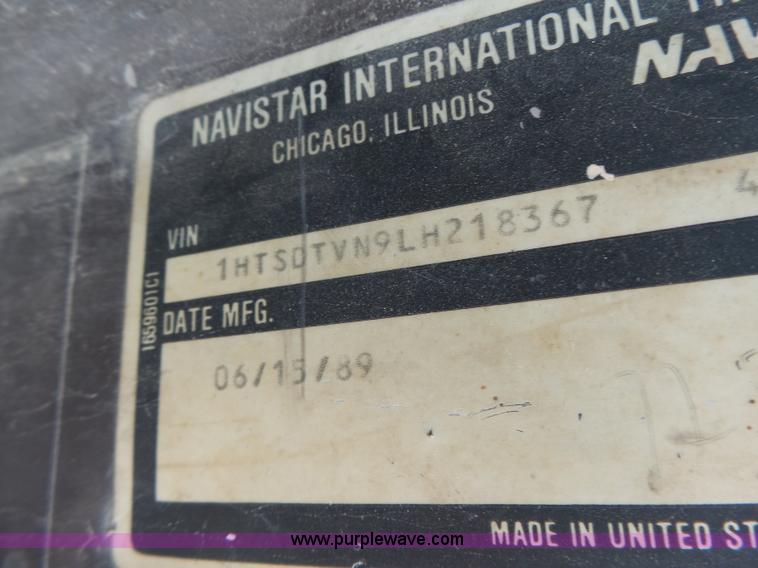 NAVISTAR INTERNATIONAL
NAV
CHICAGO, ILLINOIS
VIN
1HTSDTVN9LH218367 4
1659601C1
DATE MFG.
06/15/89
MADE IN UNITED ST
www.purplewave.com